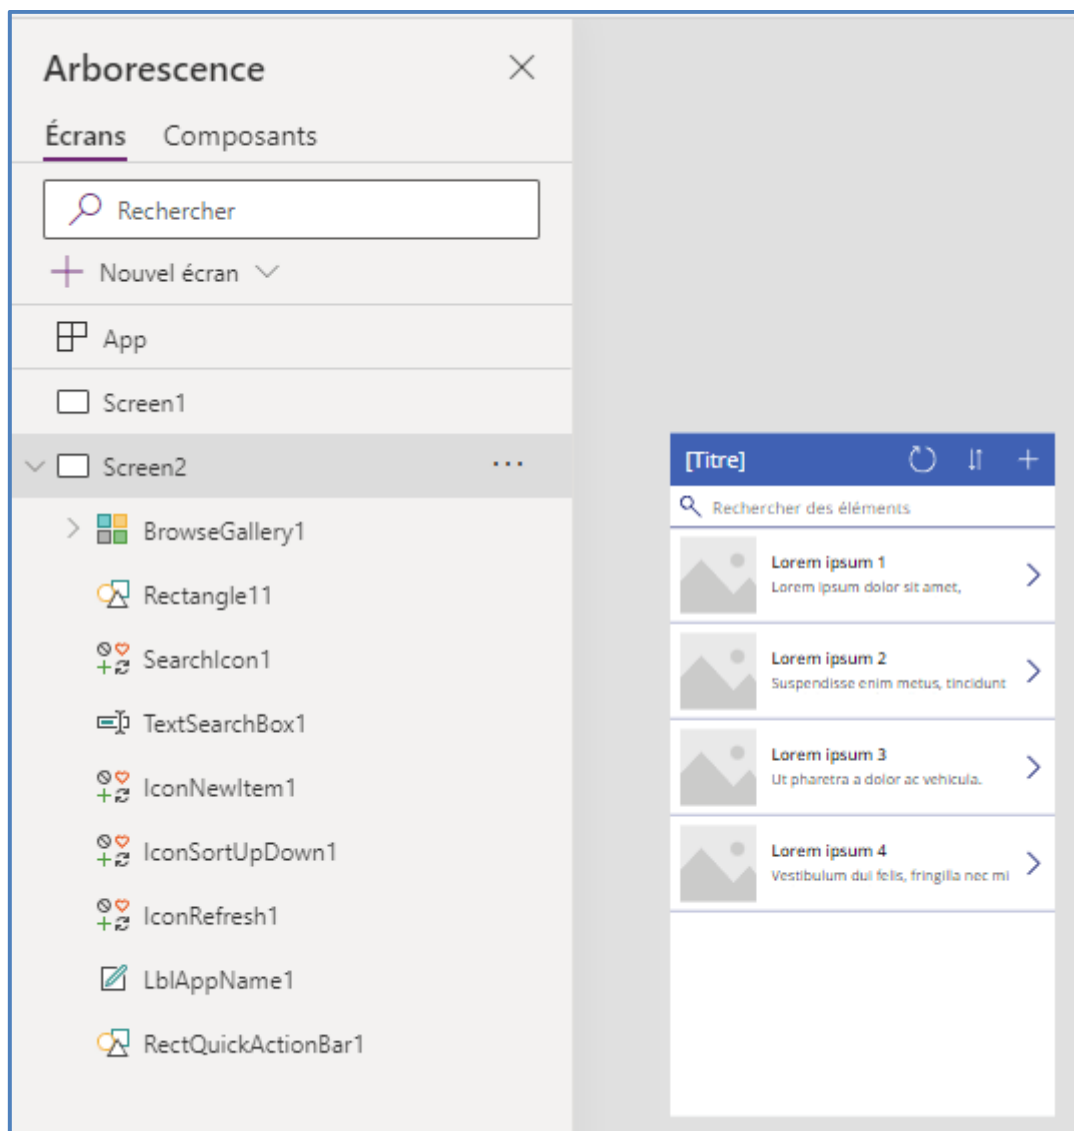 Arborescence
Écrans Composants
Rechercher
Nouvel écran
App
Screen1
Screen2
BrowseGallery1
Rectangle11
SearchIcon1
TextSearchBox1
IconNewItem1
IconSortUpDown1
IconRefresh1
LblAppName1
RectQuickActionBar1
[Titre]
Rechercher des éléments
Lorem ipsum 1
Lorem ipsum dolor sit amet,
Lorem ipsum 2
Suspendisse enim metus, tincidunt
Lorem ipsum 3
Ut pharetra a dolor ac vehicula.
Lorem ipsum 4
Vestibulum dui felis, fringilla nec mi